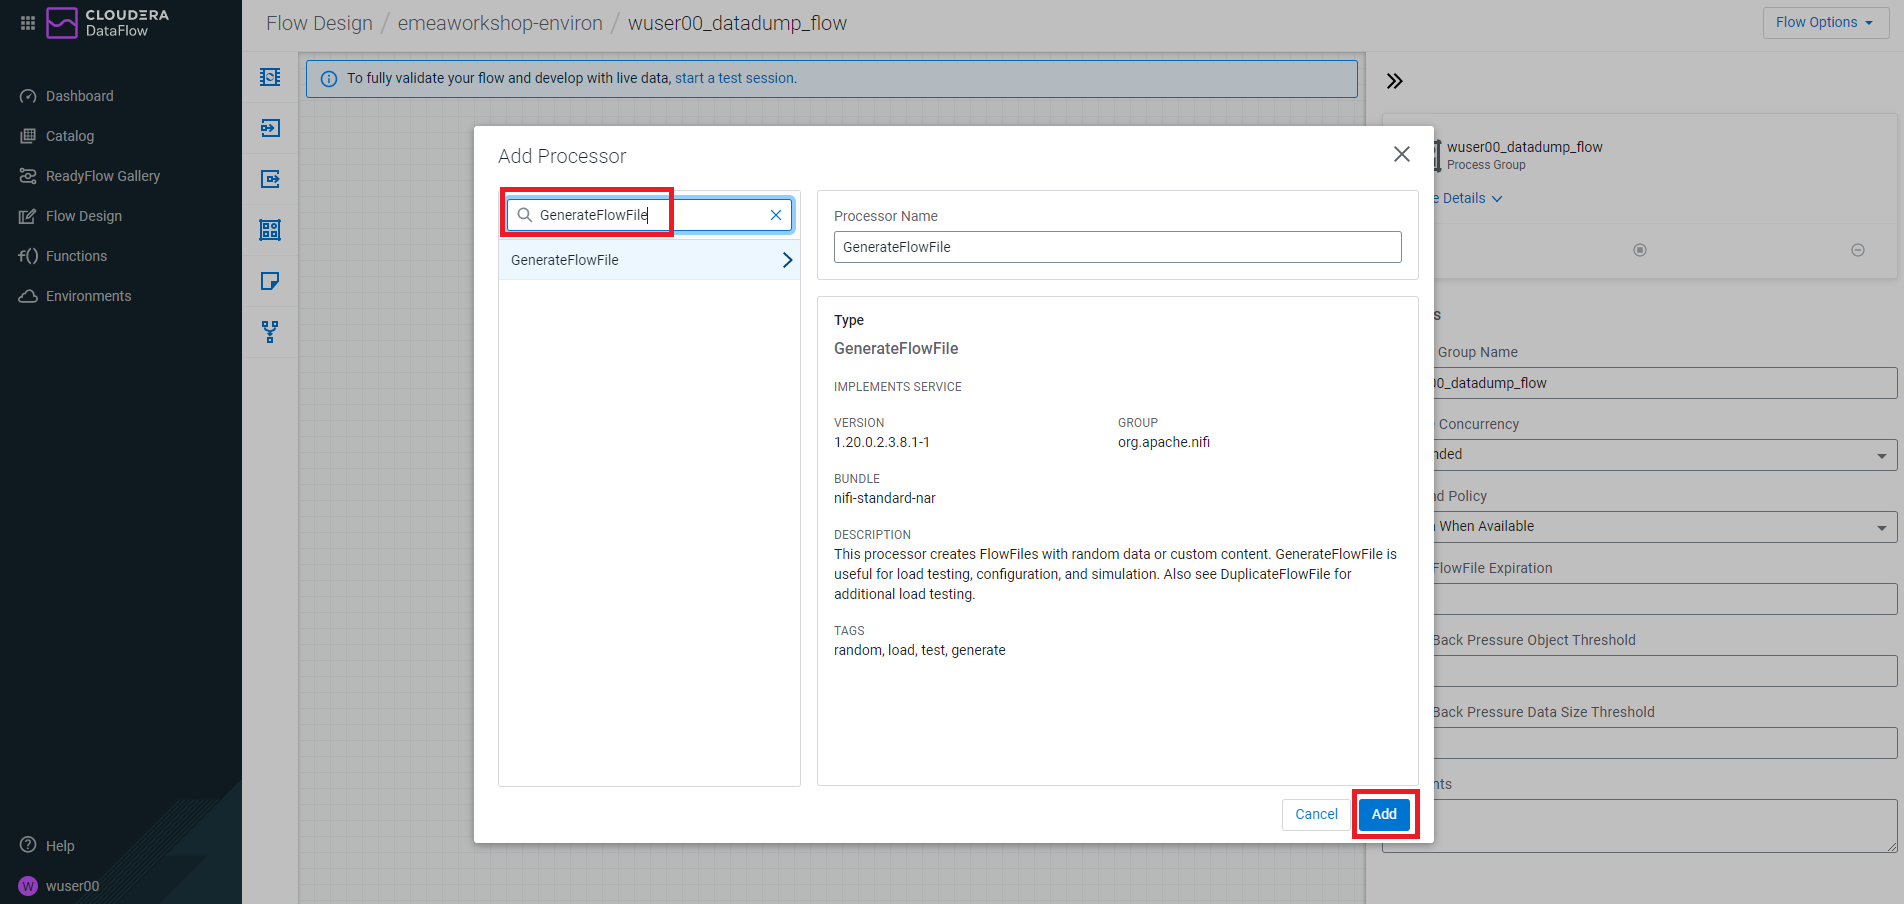 CLOUDERA
DataFlow
Dashboard
Catalog
ReadyFlow Gallery
Flow Design
f() Functions
Environments
Help
W wuser00
Flow Design / emeaworkshop-environ / wuser00_datadump_flow
Flow Options
To fully validate your flow and develop with live data, start a test session.
Add Processor
GenerateFlowFile
GenerateFlowFile
Processor Name
GenerateFlowFile
Type
GenerateFlowFile
IMPLEMENTS SERVICE
VERSION
1.20.0.2.3.8.1-1
GROUP
org.apache.nifi
BUNDLE
nifi-standard-nar
DESCRIPTION
This processor creates FlowFiles with random data or custom content. GenerateFlowFile is
useful for load testing, configuration, and simulation. Also see DuplicateFlowFile for
additional load testing.
TAGS
random, load, test, generate
Cancel
Add
wuser00_datadump_flow
Process Group
Details
Group Name
0_datadump_flow
Concurrency
nded
Policy
When Available
FlowFile Expiration
Back Pressure Object Threshold
Back Pressure Data Size Threshold
nts